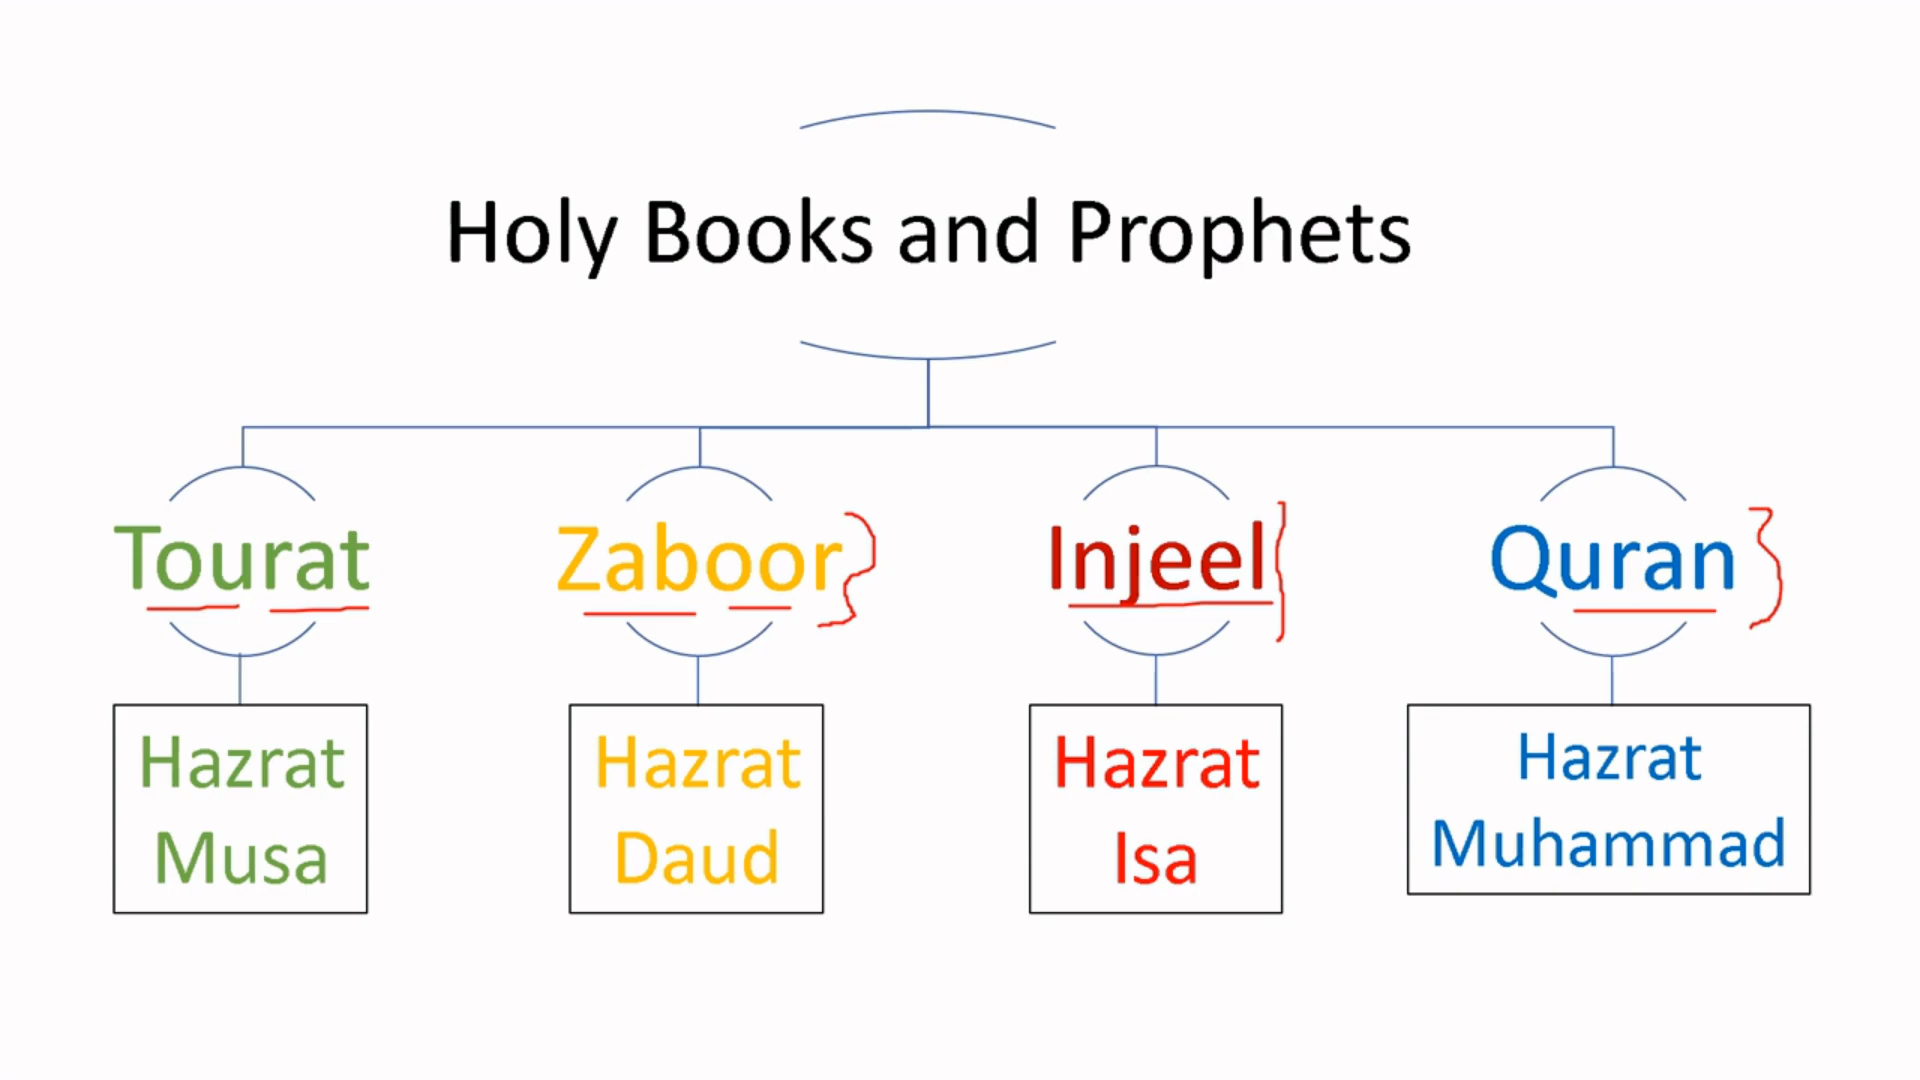 Holy Books and Prophets
Tourat
Zaboor
Injeel
Quran
Hazrat
Musa
Hazrat
Daud
Hazrat
Isa
Hazrat
Muhammad